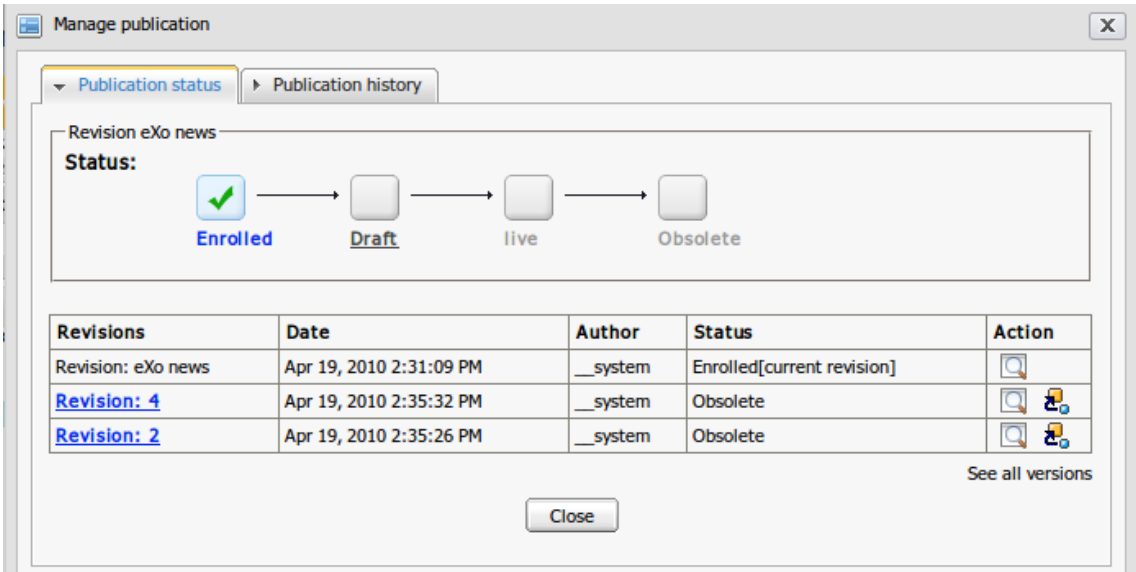 Manage publication
X
Publication status Publication history
Revision eXo news
Status:
Enrolled Draft live Obsolete
Revisions Date Author Status Action
Revision: eXo news Apr 19, 2010 2:31:09 PM __system Enrolled[current revision]
Revision: 4 Apr 19, 2010 2:35:32 PM __system Obsolete
Revision: 2 Apr 19, 2010 2:35:26 PM __system Obsolete
See all versions
Close